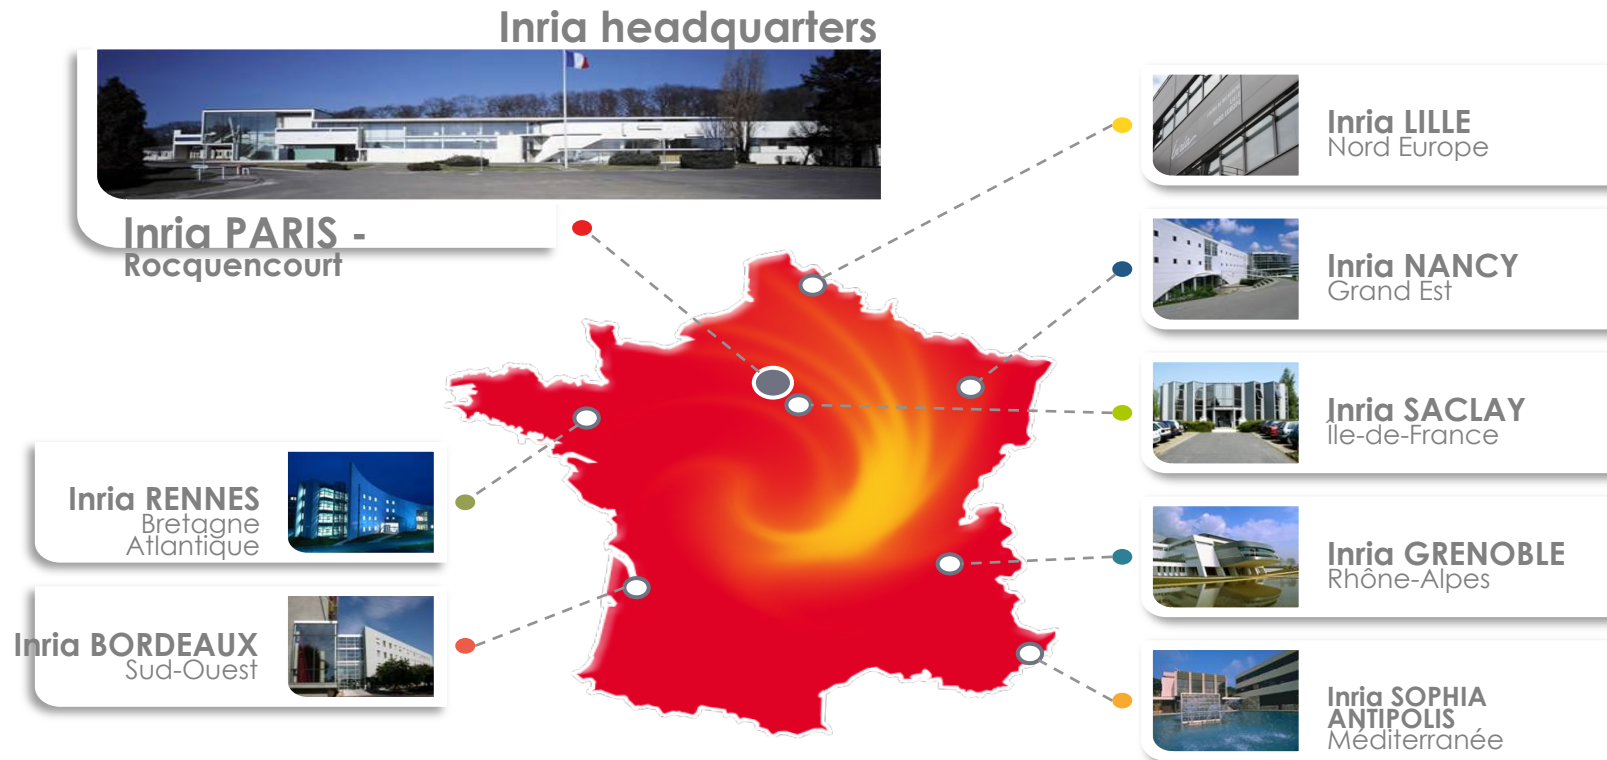 Inria headquarters
Inria PARIS -
Rocquencourt
Inria LILLE
Nord Europe
Inria NANCY
Grand Est
Inria SACLAY
Île-de-France
Inria RENNES
Bretagne
Atlantique
Inria GRENOBLE
Rhône-Alpes
Inria BORDEAUX
Sud-Ouest
Inria SOPHIA
ANTIPOLIS
Méditerranée